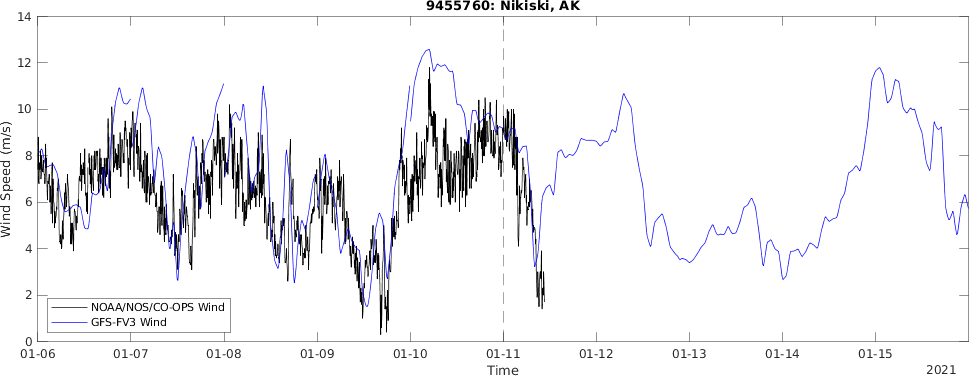 9455760: Nikiski, AK
14
12
10
8
6
4
2
0
Wind Speed (m/s)
NOAA/NOS/CO-OPS Wind
GFS-FV3 Wind
01-06 01-07 01-08 01-09 01-10 01-11 01-12 01-13 01-14 01-15
Time
2021